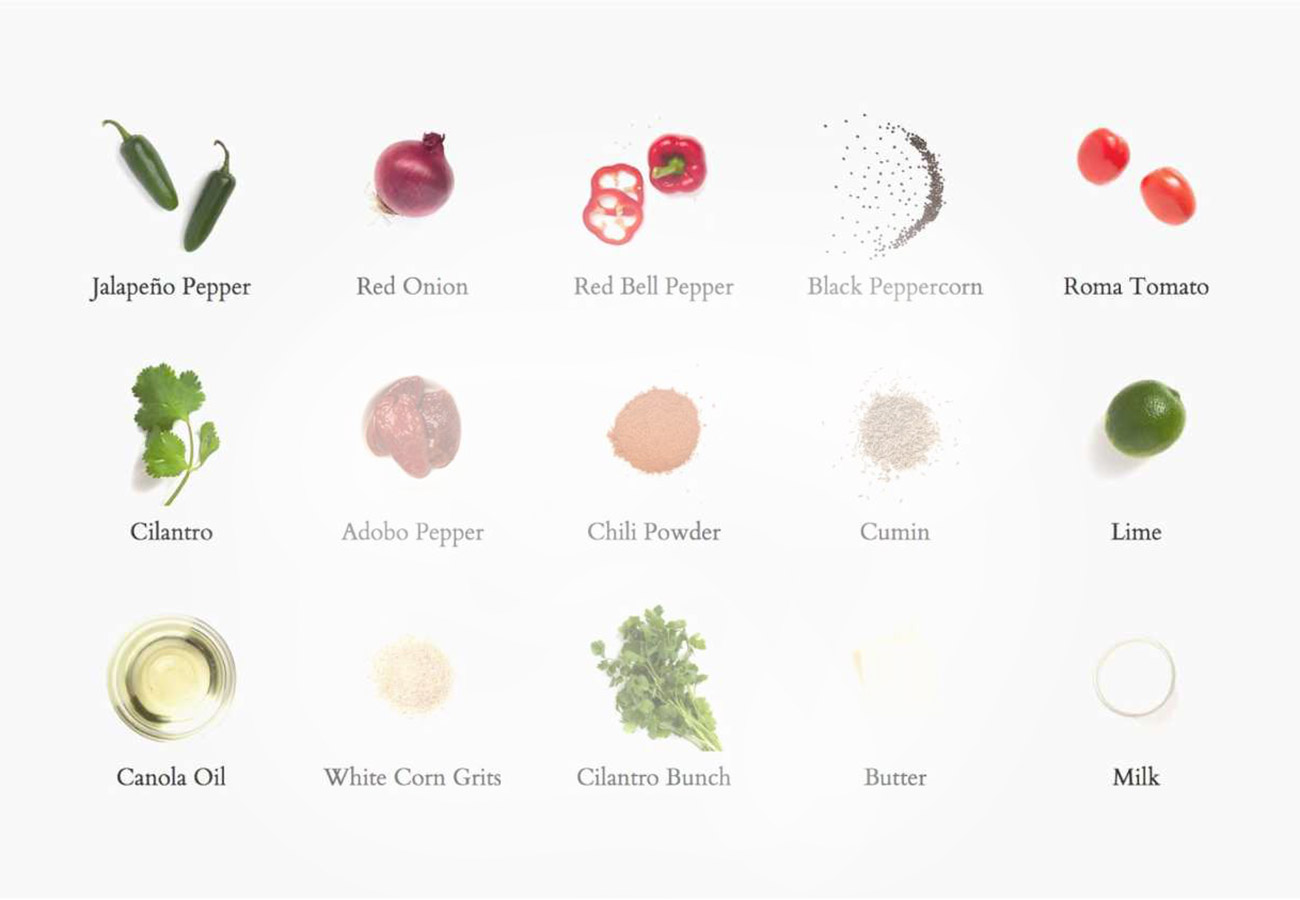 Jalapeño Pepper
Red Onion
Red Bell Pepper
Black Peppercorn
Roma Tomato
Cilantro
Adobo Pepper
Chili Powder
Cumin
Lime
Canola Oil
White Corn Grits
Cilantro Bunch
Butter
Milk